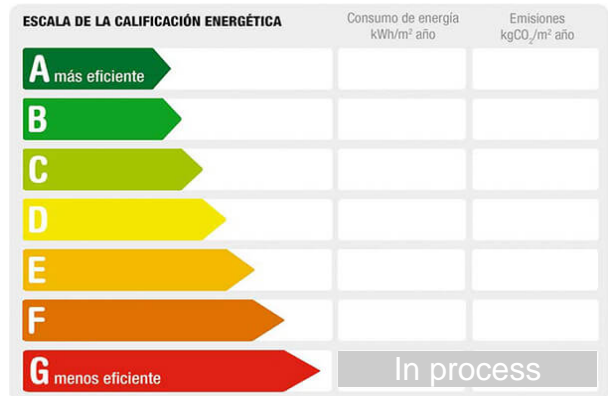 ESCALA DE LA CALIFICACIÓN ENERGÉTICA
Consumo de energía
kWh/m² año
Emisiones
kgCO₂/m² año
A más eficiente
B
C
D
E
F
G menos eficiente
In process